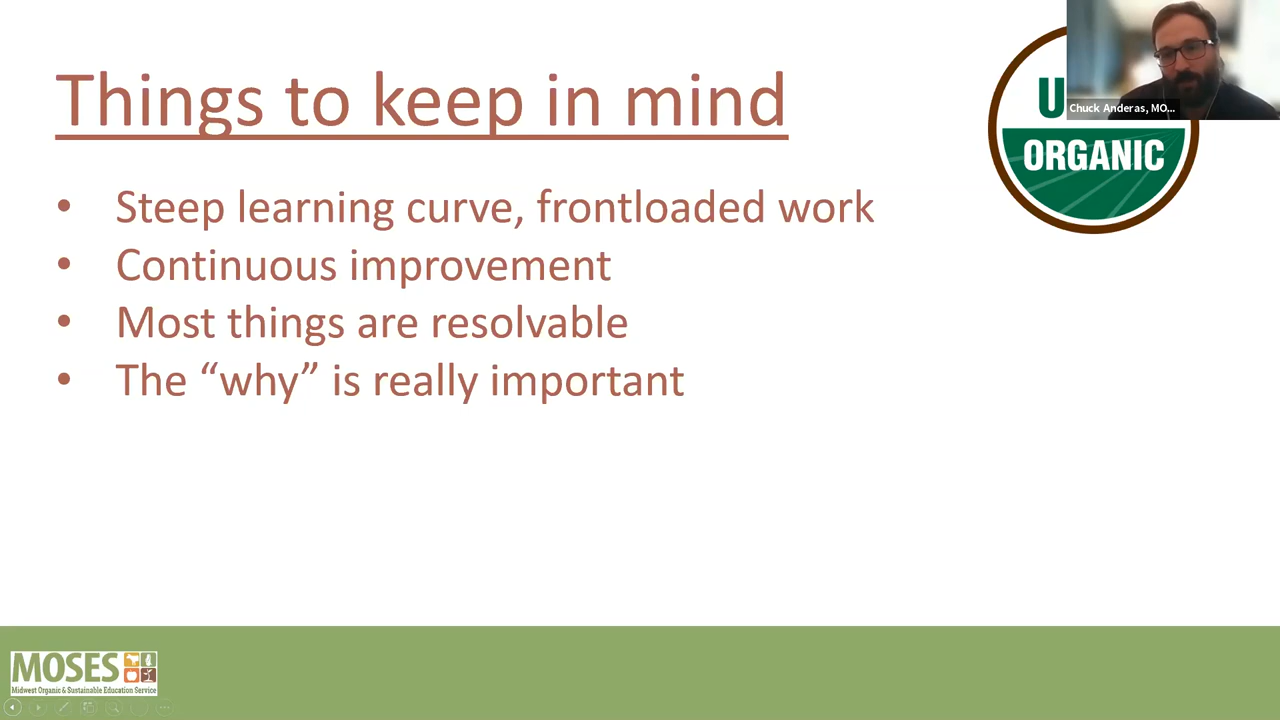 Things to keep in mind
• Steep learning curve, frontloaded work
• Continuous improvement
• Most things are resolvable
• The “why” is really important
U
ORGANIC
Chuck Anderas, MO...
MOSES
Midwest Organic & Sustainable Education Service